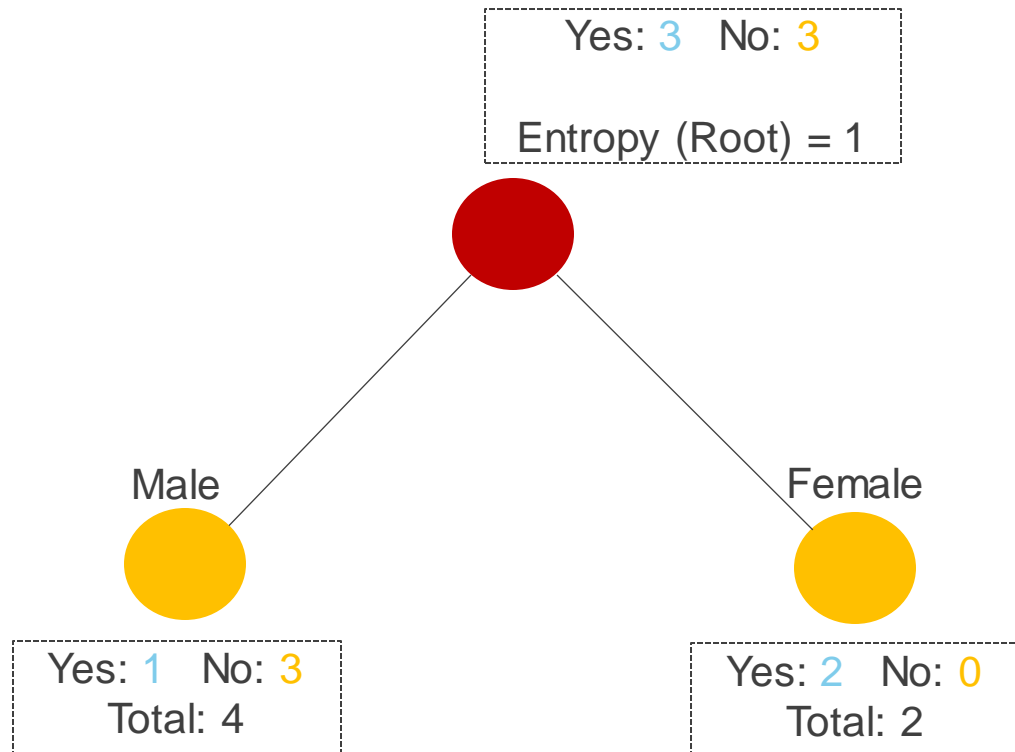 Yes: 3 No: 3
Entropy (Root) = 1
Male
Female
Yes: 1 No: 3
Total: 4
Yes: 2 No: 0
Total: 2